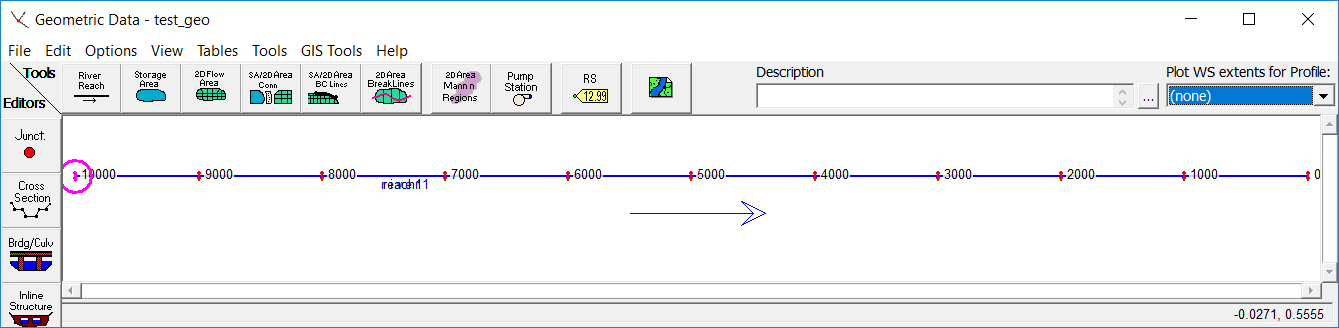 Geometric Data - test_geo
File Edit Options View Tables Tools GIS Tools Help
Tools
Editors
River
Reach
Storage
Area
2D Flow
Area
SA/2D Area
Conn
SA/2D Area
BC Lines
2D Area
BreakLines
2D Area
Mann n
Regions
Pump
Station
RS
12.99
Description
...
Plot WS extents for Profile:
(none)
Junct.
Cross
Section
Brdg/Culv
Inline
Structure
10000 9000 8000 7000 6000 5000 4000 3000 2000 1000 0
-0.0271, 0.5555